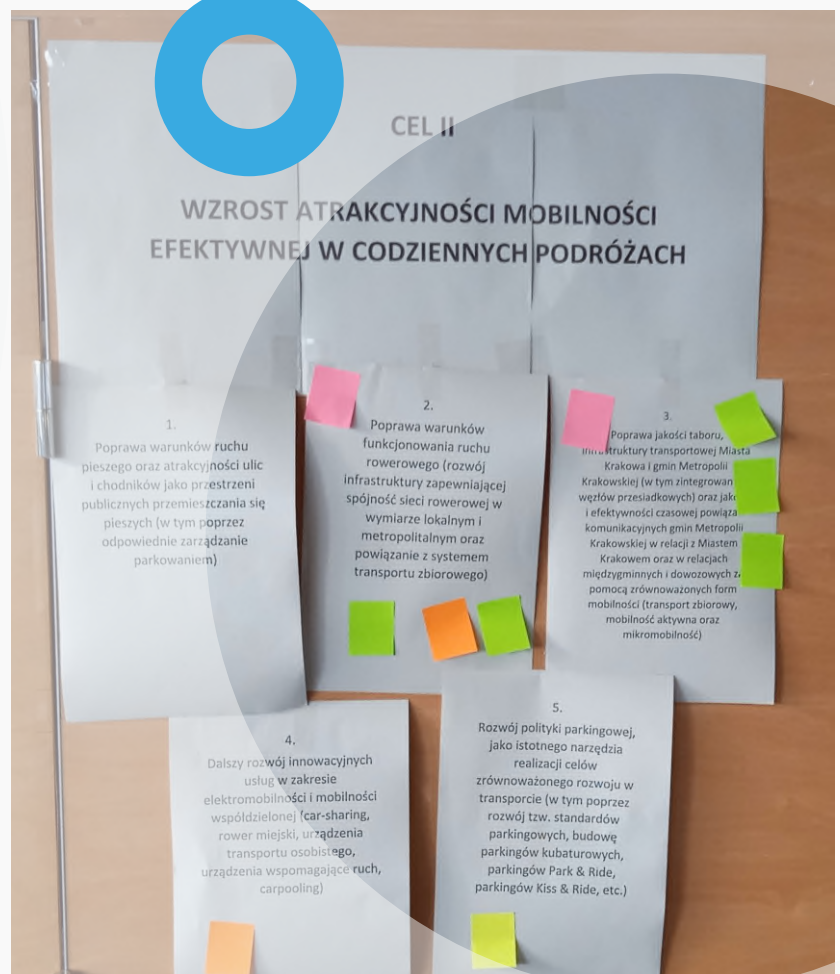 CEL II
WZROST ATRAKCYJNOŚCI MOBILNOŚCI
EFEKTYWNEJ W CODZIENNYCH PODRÓŻACH
1.
Poprawa warunków ruchu
pieszego oraz atrakcyjności ulic
i chodników jako przestrzeni
publicznych przemieszczania się
pieszych (w tym poprzez
odpowiednie zarządzanie
parkowaniem)
2.
Poprawa warunków
funkcjonowania ruchu
rowerowego (rozwój
infrastruktury zapewniającej
spójność sieci rowerowej w
wymiarze lokalnym i
metropolitalnym oraz
powiązanie z systemem
transportu zbiorowego)
3.
Poprawa jakości taboru,
infrastruktury transportowej Miasta
Krakowa i gmin Metropolii
Krakowskiej (w tym zintegrowan
węzłów przesiadkowych) oraz
i efektywności czasowej powiąza
komunikacyjnych gmin Metropolii
Krakowskiej w relacji z Miastem
Krakowem oraz w relacjach
międzygminnych i dowozowych
pomocą zrównoważonych form
mobilności (transport zbiorowy,
mobilność aktywna oraz
mikromobilność)
4.
Dalszy rozwój innowacyjnych
usług w zakresie
elektromobilności i mobilności
współdzielonej (car-sharing,
rower miejski, urządzenia
transportu osobistego,
urządzenia wspomagające ruch,
carpooling)
5.
Rozwój polityki parkingowej,
jako istotnego narzędzia
realizacji celów
zrównoważonego rozwoju w
transporcie (w tym poprzez
rozwój tzw. standardów
parkingowych, budowę
parkingów kubaturowych,
parkingów Park & Ride,
parkingów Kiss & Ride, etc.)